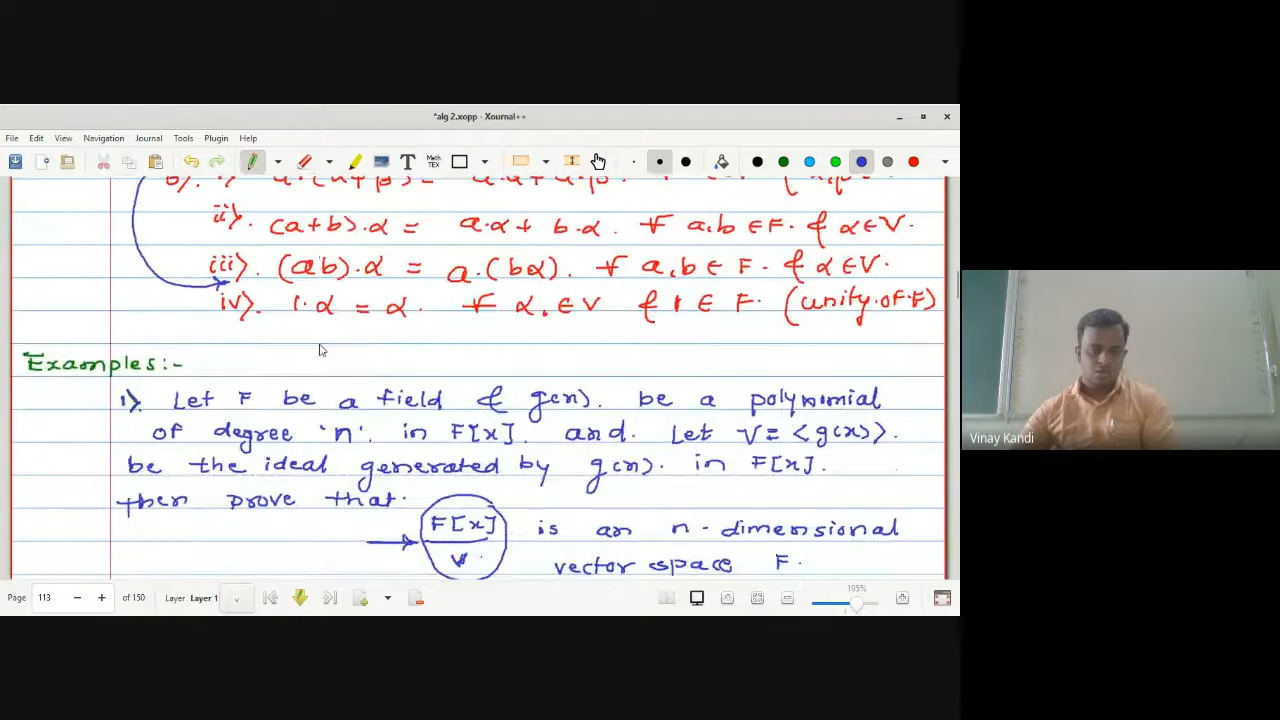 *alg 2.xopp - Xournal++
File Edit View Navigation Journal Tools Plugin Help
ii). (a+b).α = a.α + b.α. ∀ a,b ∈ F. & α∈V.
iii). (ab).α = a.(bα). ∀ a,b ∈ F. & α∈V.
iv). 1.α = α. ∀ α, ∈ V & 1 ∈ F. (unity.of.F)
Examples:-
1). Let F be a field & g(x). be a polynomial
of degree 'n'. in F[x]. and. Let V = <g(x)>.
be the ideal generated by g(x). in F[x].
then prove that.
F[x]
V.
is an n-dimensional
vector space F.
Vinay Kandi
Page 113 of 150 Layer: Layer 1 195%